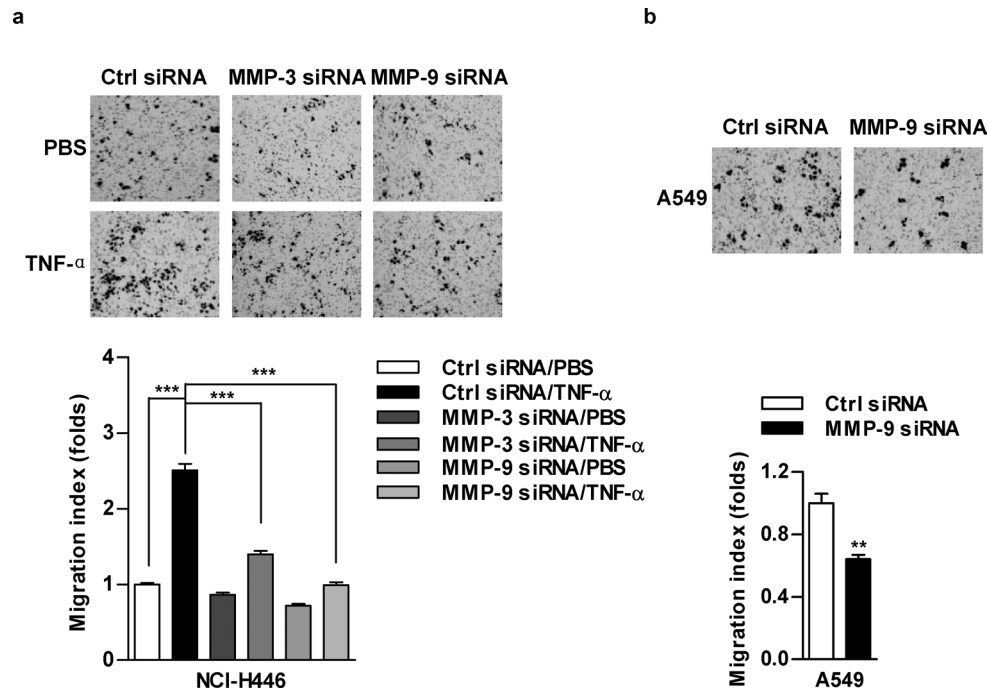 a
b
Ctrl siRNA MMP-3 siRNA MMP-9 siRNA
PBS
TNF-α
Ctrl siRNA MMP-9 siRNA
A549
Migration index (folds)
4
3
2
1
0
***
***
***
NCI-H446
Ctrl siRNA/PBS
Ctrl siRNA/TNF-α
MMP-3 siRNA/PBS
MMP-3 siRNA/TNF-α
MMP-9 siRNA/PBS
MMP-9 siRNA/TNF-α
Ctrl siRNA
MMP-9 siRNA
Migration index (folds)
1.2
0.8
0.4
0.0
**
A549